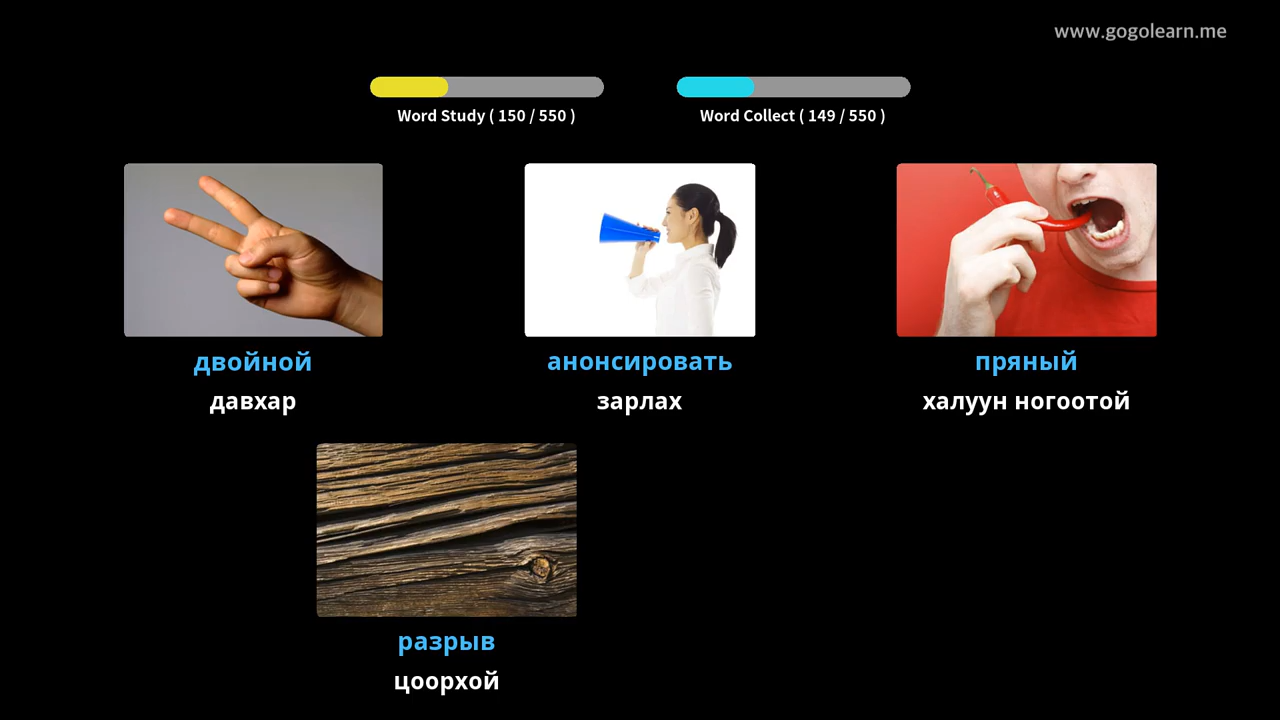 www.gogolearn.me
Word Study ( 150 / 550 )
Word Collect ( 149 / 550 )
двойной
давхар
анонсировать
зарлах
пряный
халуун ногоотой
разрыв
цоорхой